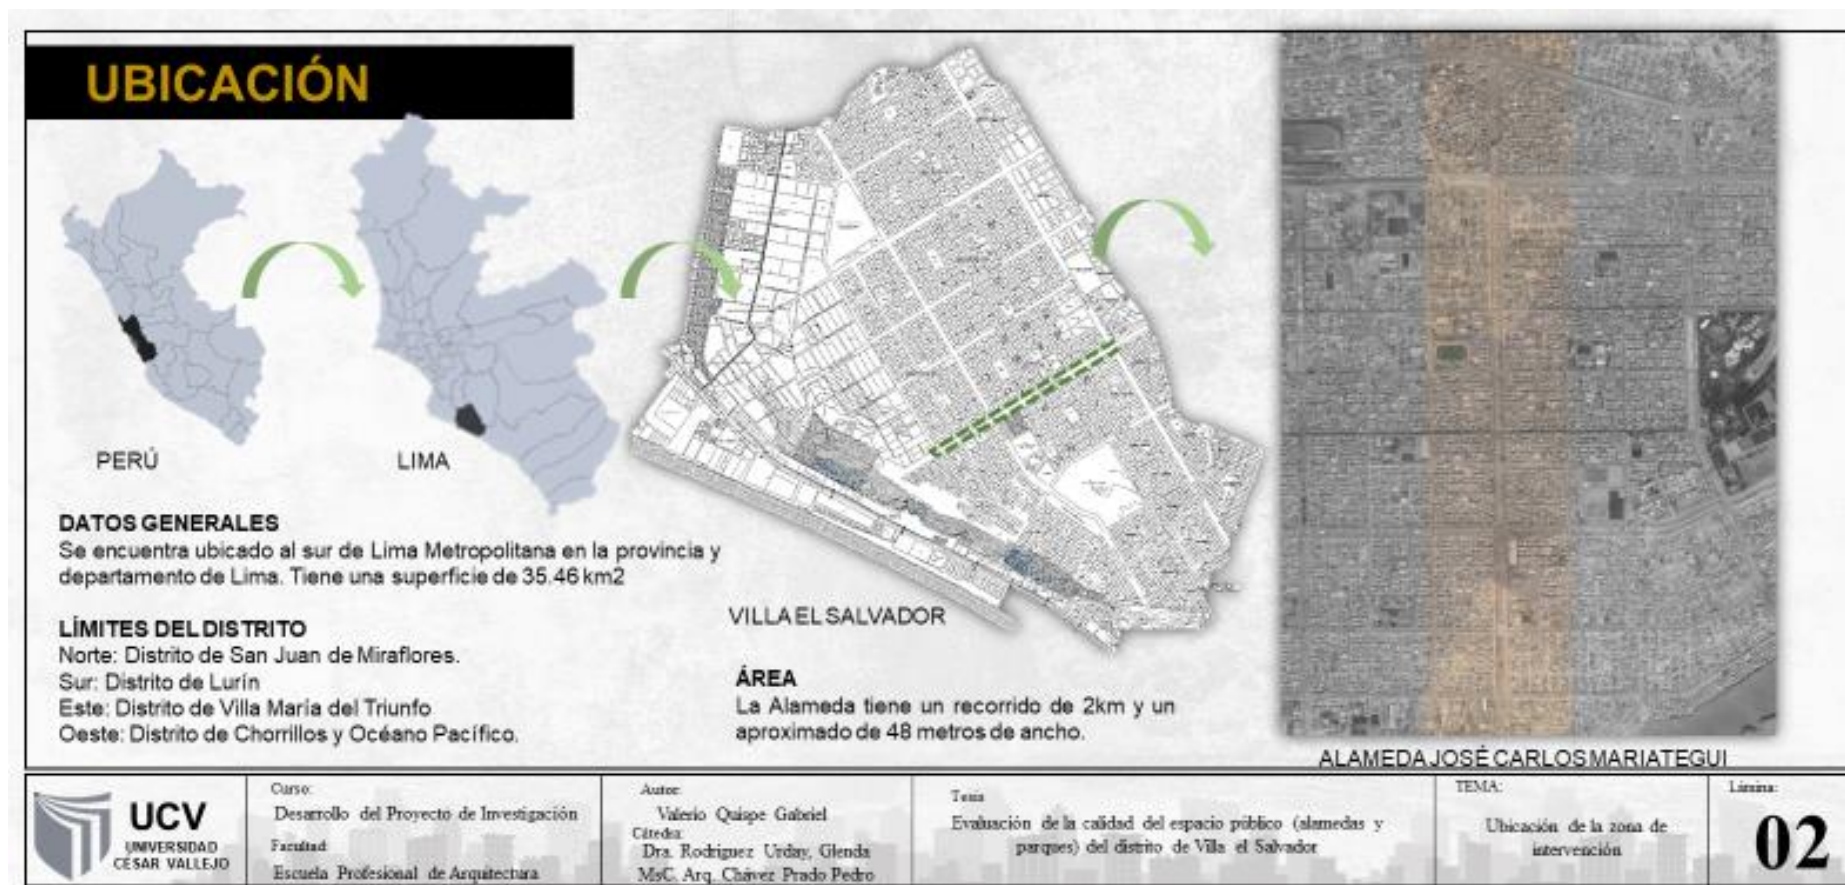 UBICACIÓN
PERÚ
LIMA
DATOS GENERALES
Se encuentra ubicado al sur de Lima Metropolitana en la provincia y
departamento de Lima. Tiene una superficie de 35.46 km2
LÍMITES DEL DISTRITO
Norte: Distrito de San Juan de Miraflores.
Sur: Distrito de Lurín
Este: Distrito de Villa María del Triunfo
Oeste: Distrito de Chorrillos y Océano Pacífico.
VILLA EL SALVADOR
ÁREA
La Alameda tiene un recorrido de 2km y un
aproximado de 48 metros de ancho.
ALAMEDA JOSÉ CARLOS MARIATEGUI
UCV
UNIVERSIDAD
CÉSAR VALLEJO
Curso:
Desarrollo del Proyecto de Investigación
Facultad
Escuela Profesional de Arquitectura
Autor:
Valerio Quispe Gabriel
Cátedra:
Dra. Rodriguez Urday, Glenda
MsC. Arq. Chávez Prado Pedro
Tesis
Evaluación de la calidad del espacio público (alamedas y
parques) del distrito de Villa el Salvador
TEMA:
Ubicación de la zona de
intervención
Lámina:
02